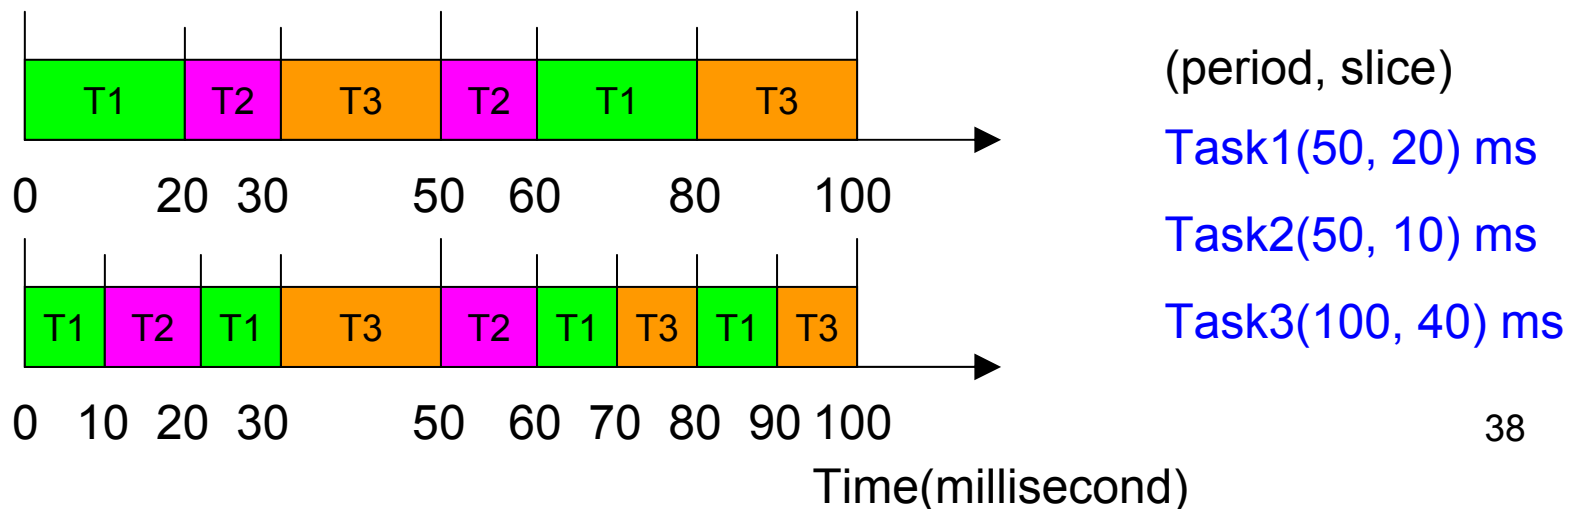 T1 T2 T3 T2 T1 T3
0 20 30 50 60 80 100
T1 T2 T1 T3 T2 T1 T3 T1 T3
0 10 20 30 50 60 70 80 90 100
Time(millisecond)
(period, slice)
Task1(50, 20) ms
Task2(50, 10) ms
Task3(100, 40) ms
38